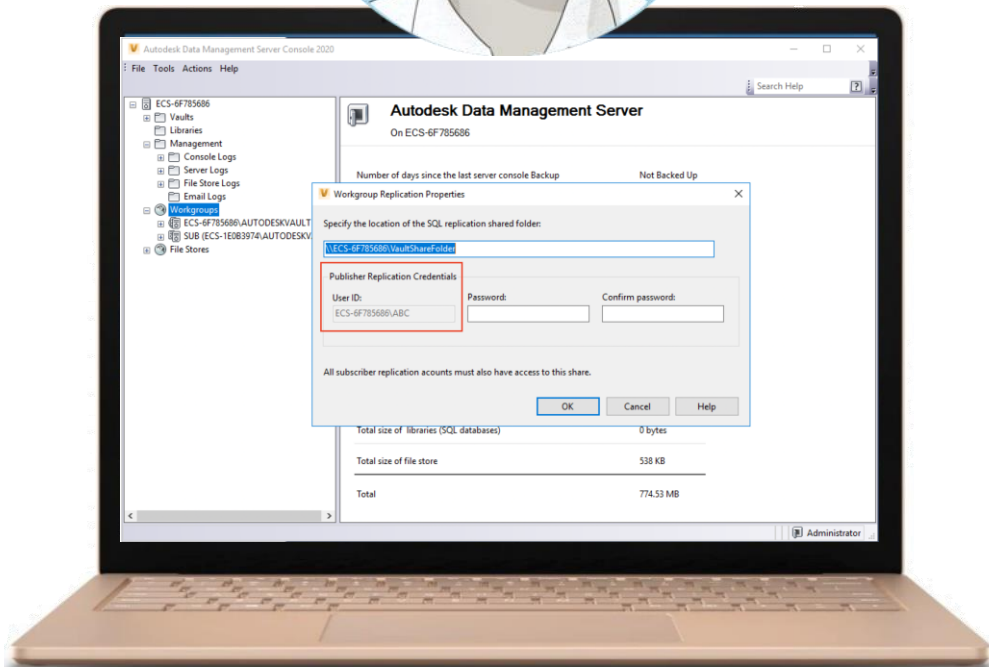 Autodesk Data Management Server Console 2020
File Tools Actions Help
Search Help
ECS-6F785686
Vaults
Libraries
Management
Console Logs
Server Logs
File Store Logs
Email Logs
Workgroups
ECS-6F785686\AUTODESKVAULT
SUB (ECS-1E0B3974\AUTODESKV
File Stores
Autodesk Data Management Server
On ECS-6F785686
Number of days since the last server console Backup Not Backed Up
Workgroup Replication Properties
Specify the location of the SQL replication shared folder:
\\ECS-6F785686\VaultShareFolder
Publisher Replication Credentials
User ID: Password: Confirm password:
ECS-6F785686\ABC
All subscriber replication acounts must also have access to this share.
OK Cancel Help
Total size of libraries (SQL databases) 0 bytes
Total size of file store 538 KB
Total 774.53 MB
Administrator